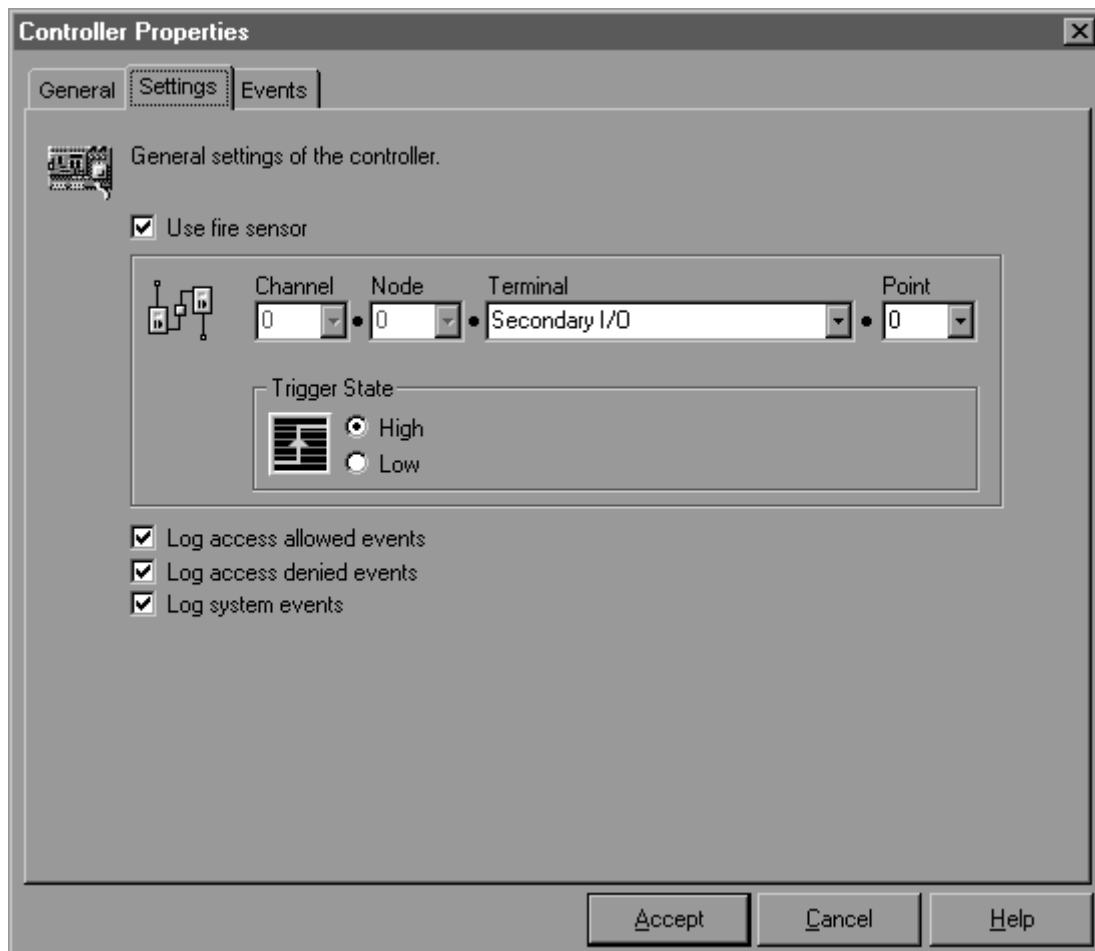 Controller Properties
General Settings Events
General settings of the controller.
Use fire sensor
Channel Node Terminal Point
0 0 Secondary I/O 0
Trigger State
High
Low
Log access allowed events
Log access denied events
Log system events
Accept Cancel Help